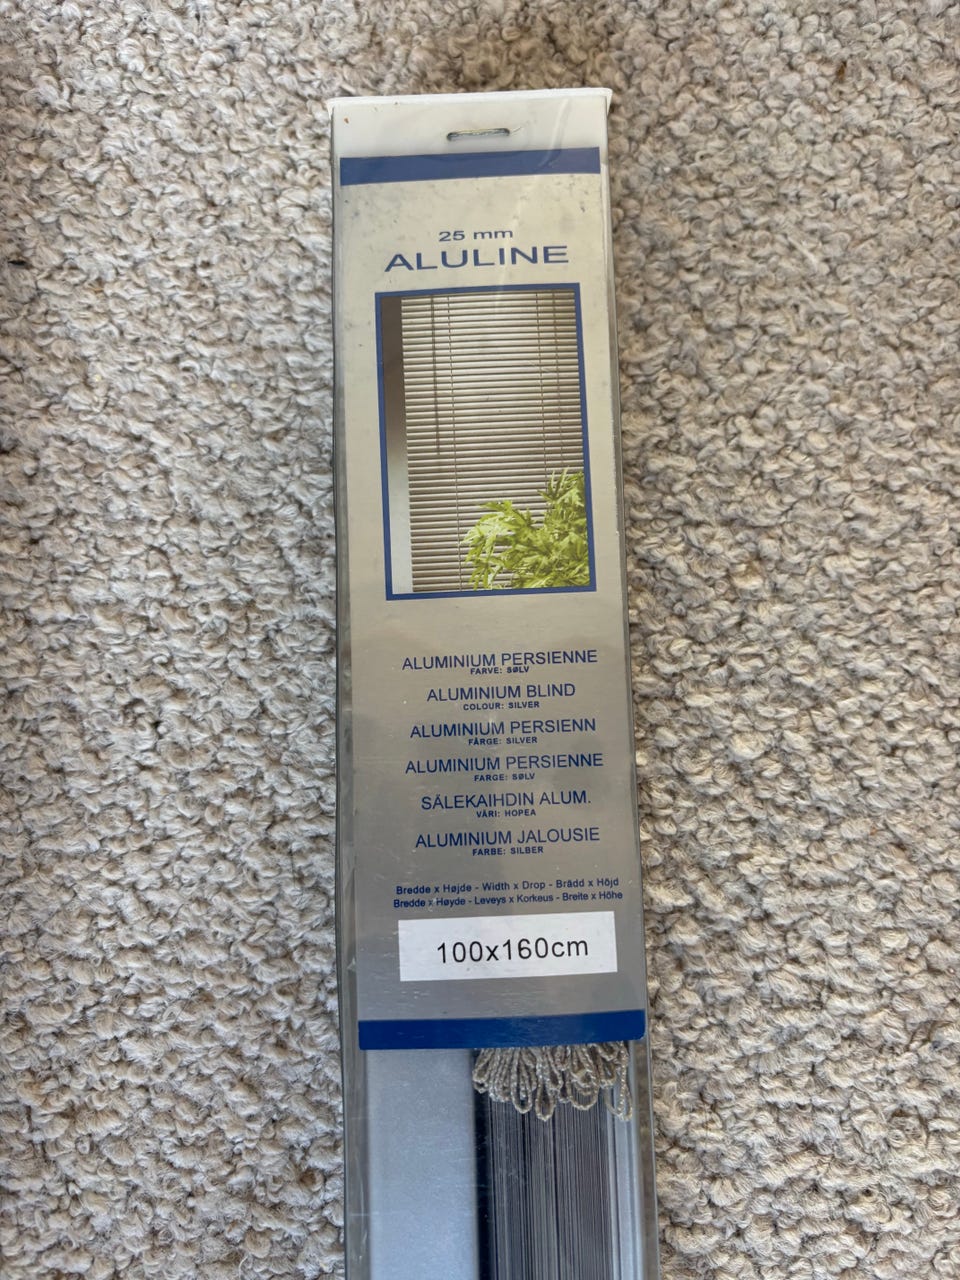 25 mm
ALULINE
ALUMINIUM PERSIENNE
FARVE: SØLV
ALUMINIUM BLIND
COLOUR: SILVER
ALUMINIUM PERSIENN
FÄRGE: SILVER
ALUMINIUM PERSIENNE
FARGE: SØLV
SÄLEKAIHDIN ALUM.
VÄRI: HOPEA
ALUMINIUM JALOUSIE
FARBE: SILBER
Bredde x Højde - Width x Drop - Brädd x Höjd
Bredde x Høyde - Leveys x Korkeus - Breite x Höhe
100x160cm